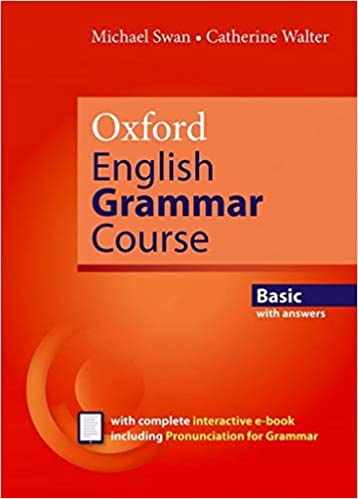 Michael Swan • Catherine Walter
Oxford
English
Grammar
Course
Basic
with answers
with complete interactive e-book
including Pronunciation for Grammar